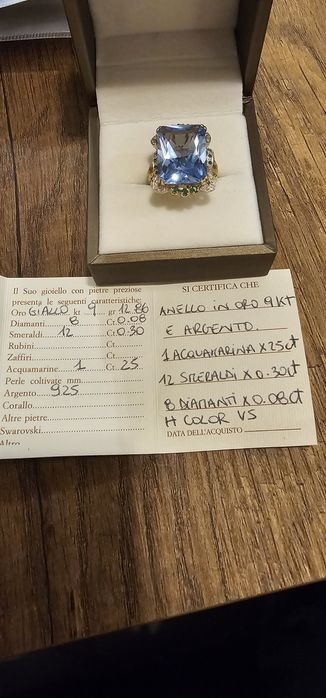 Il Suo gioiello con pietre preziose
presenta le seguenti caratteristiche:
Oro GIALLO kt 9 gr 12.86
Diamanti 8 Ct 0.08
Smeraldi 12 Ct 0.30
Rubini Ct
Zaffiri Ct
Acquamarine 1 Ct 25
Perle coltivate mm
Argento 925
Corallo
Altre pietre
Swarovski
Altro
SI CERTIFICA CHE
ANELLO IN ORO 9 KT
E ARGENTO.
1 ACQUAMARINA X 25 ct
12 SMERALDI X 0.30 ct
8 DIAMANTI X 0.08 ct
H COLOR VS
DATA DELL'ACQUISTO